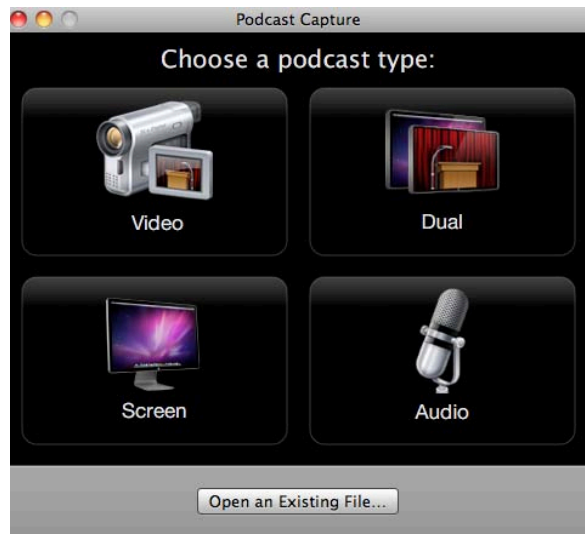 Podcast Capture
Choose a podcast type:
Video
Dual
Screen
Audio
Open an Existing File...